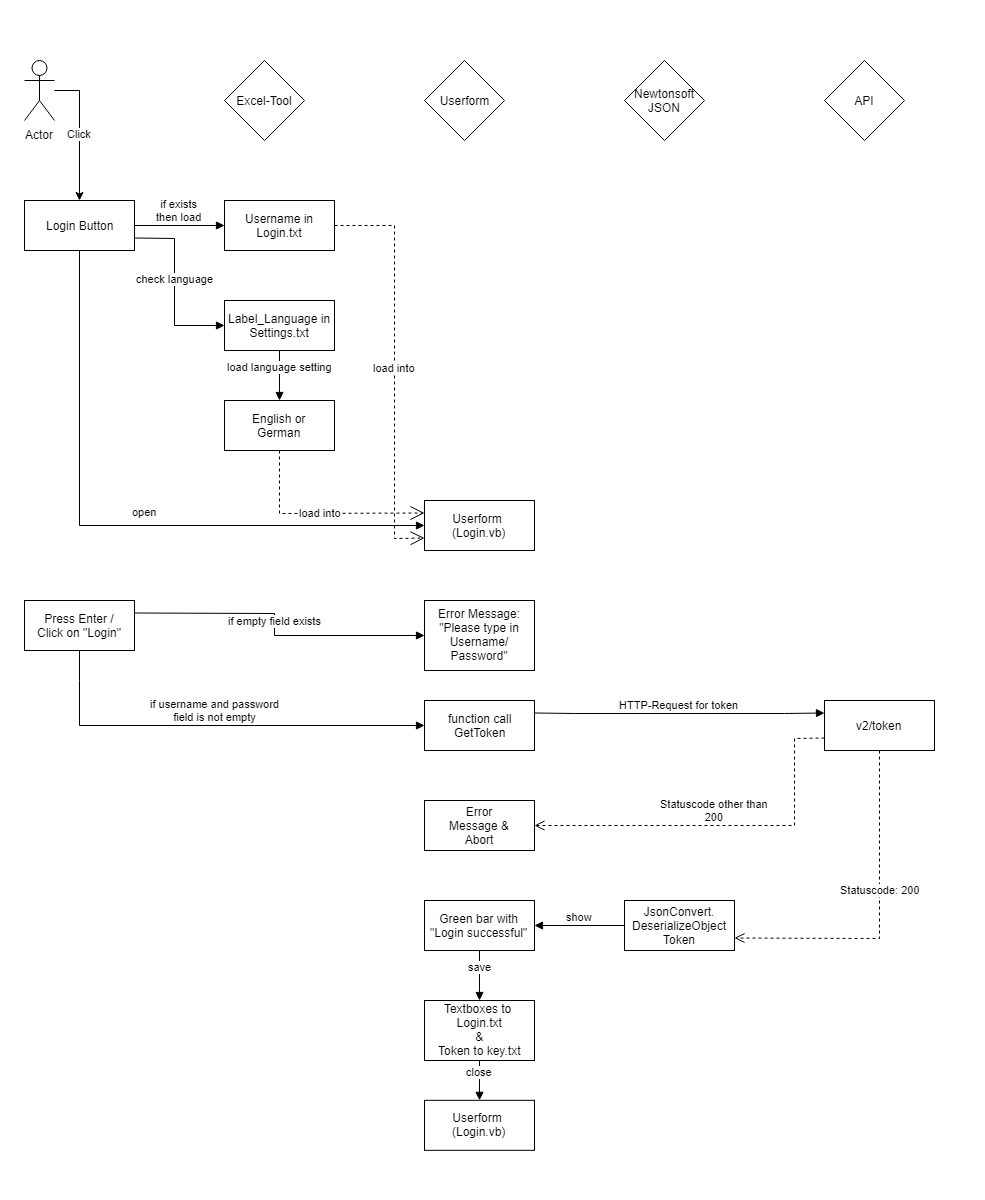 Actor
Click
Excel-Tool
Userform
Newtonsoft
JSON
API
Login Button
if exists
then load
Username in
Login.txt
check language
Label_Language in
Settings.txt
load language setting
load into
English or
German
load into
open
Userform
(Login.vb)
Press Enter /
Click on "Login"
if empty field exists
Error Message:
"Please type in
Username/
Password"
if username and password
field is not empty
function call
GetToken
HTTP-Request for token
v2/token
Error
Message &
Abort
Statuscode other than
200
Statuscode: 200
Green bar with
"Login successful"
show
JsonConvert.
DeserializeObject
Token
save
Textboxes to
Login.txt
&
Token to key.txt
close
Userform
(Login.vb)